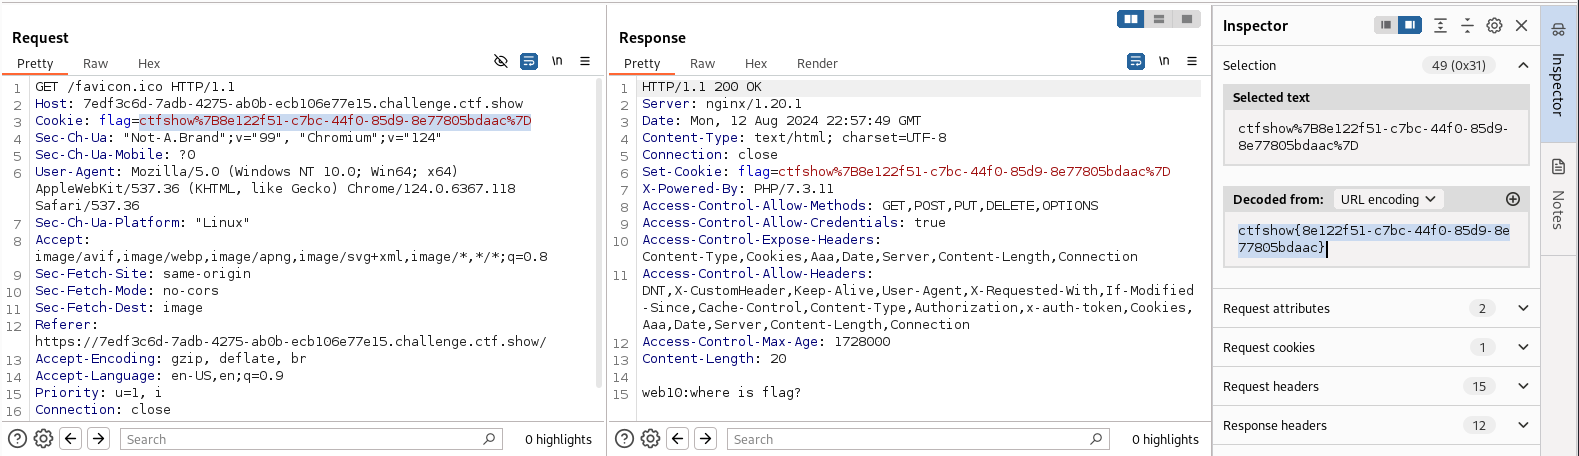 Request
Pretty Raw Hex
\n
1 GET /favicon.ico HTTP/1.1
2 Host: 7edf3c6d-7adb-4275-ab0b-ecb106e77e15.challenge.ctf.show
3 Cookie: flag=ctfshow%7B8e122f51-c7bc-44f0-85d9-8e77805bdaac%7D
4 Sec-Ch-Ua: "Not-A.Brand";v="99", "Chromium";v="124"
5 Sec-Ch-Ua-Mobile: ?0
6 User-Agent: Mozilla/5.0 (Windows NT 10.0; Win64; x64)
AppleWebKit/537.36 (KHTML, like Gecko) Chrome/124.0.6367.118
Safari/537.36
7 Sec-Ch-Ua-Platform: "Linux"
8 Accept:
image/avif,image/webp,image/apng,image/svg+xml,image/*,*/*;q=0.8
9 Sec-Fetch-Site: same-origin
10 Sec-Fetch-Mode: no-cors
11 Sec-Fetch-Dest: image
12 Referer:
https://7edf3c6d-7adb-4275-ab0b-ecb106e77e15.challenge.ctf.show/
13 Accept-Encoding: gzip, deflate, br
14 Accept-Language: en-US,en;q=0.9
15 Priority: u=1, i
16 Connection: close
Search
0 highlights
Response
Pretty Raw Hex Render
\n
1 HTTP/1.1 200 OK
2 Server: nginx/1.20.1
3 Date: Mon, 12 Aug 2024 22:57:49 GMT
4 Content-Type: text/html; charset=UTF-8
5 Connection: close
6 Set-Cookie: flag=ctfshow%7B8e122f51-c7bc-44f0-85d9-8e77805bdaac%7D
7 X-Powered-By: PHP/7.3.11
8 Access-Control-Allow-Methods: GET,POST,PUT,DELETE,OPTIONS
9 Access-Control-Allow-Credentials: true
10 Access-Control-Expose-Headers:
Content-Type,Cookies,Aaa,Date,Server,Content-Length,Connection
11 Access-Control-Allow-Headers:
DNT,X-CustomHeader,Keep-Alive,User-Agent,X-Requested-With,If-Modified
-Since,Cache-Control,Content-Type,Authorization,x-auth-token,Cookies,
Aaa,Date,Server,Content-Length,Connection
12 Access-Control-Max-Age: 1728000
13 Content-Length: 20
14
15 web10:where is flag?
Search
0 highlights
Inspector
Selection 49 (0x31)
Selected text
ctfshow%7B8e122f51-c7bc-44f0-85d9-
8e77805bdaac%7D
Decoded from: URL encoding
ctfshow{8e122f51-c7bc-44f0-85d9-8e
77805bdaac}
Request attributes 2
Request cookies 1
Request headers 15
Response headers 12
Inspector
Notes